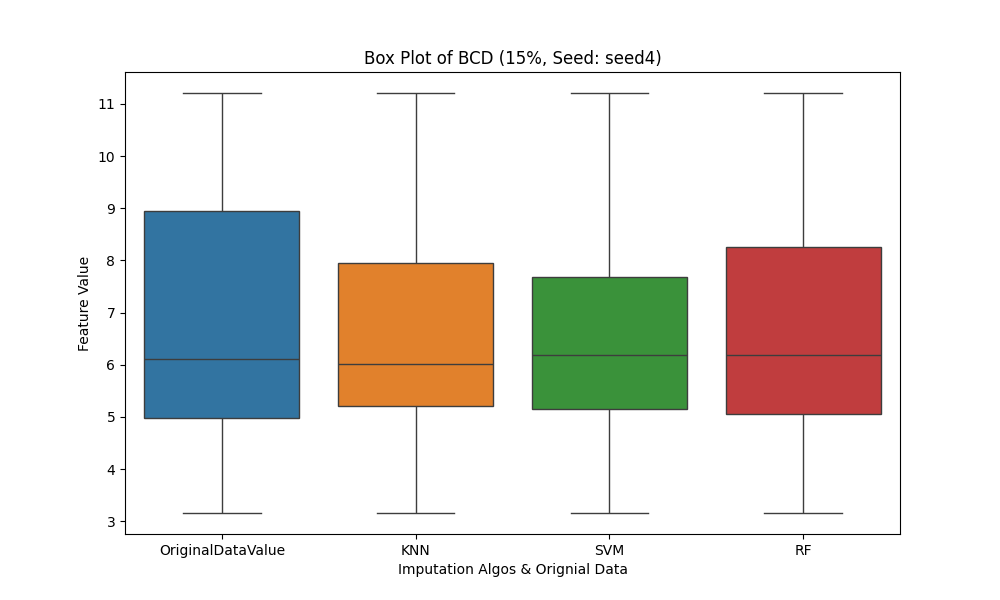 Box Plot of BCD (15%, Seed: seed4)
11
10
9
8
7
6
5
4
3
Feature Value
OriginalDataValue KNN SVM RF
Imputation Algos & Orignial Data